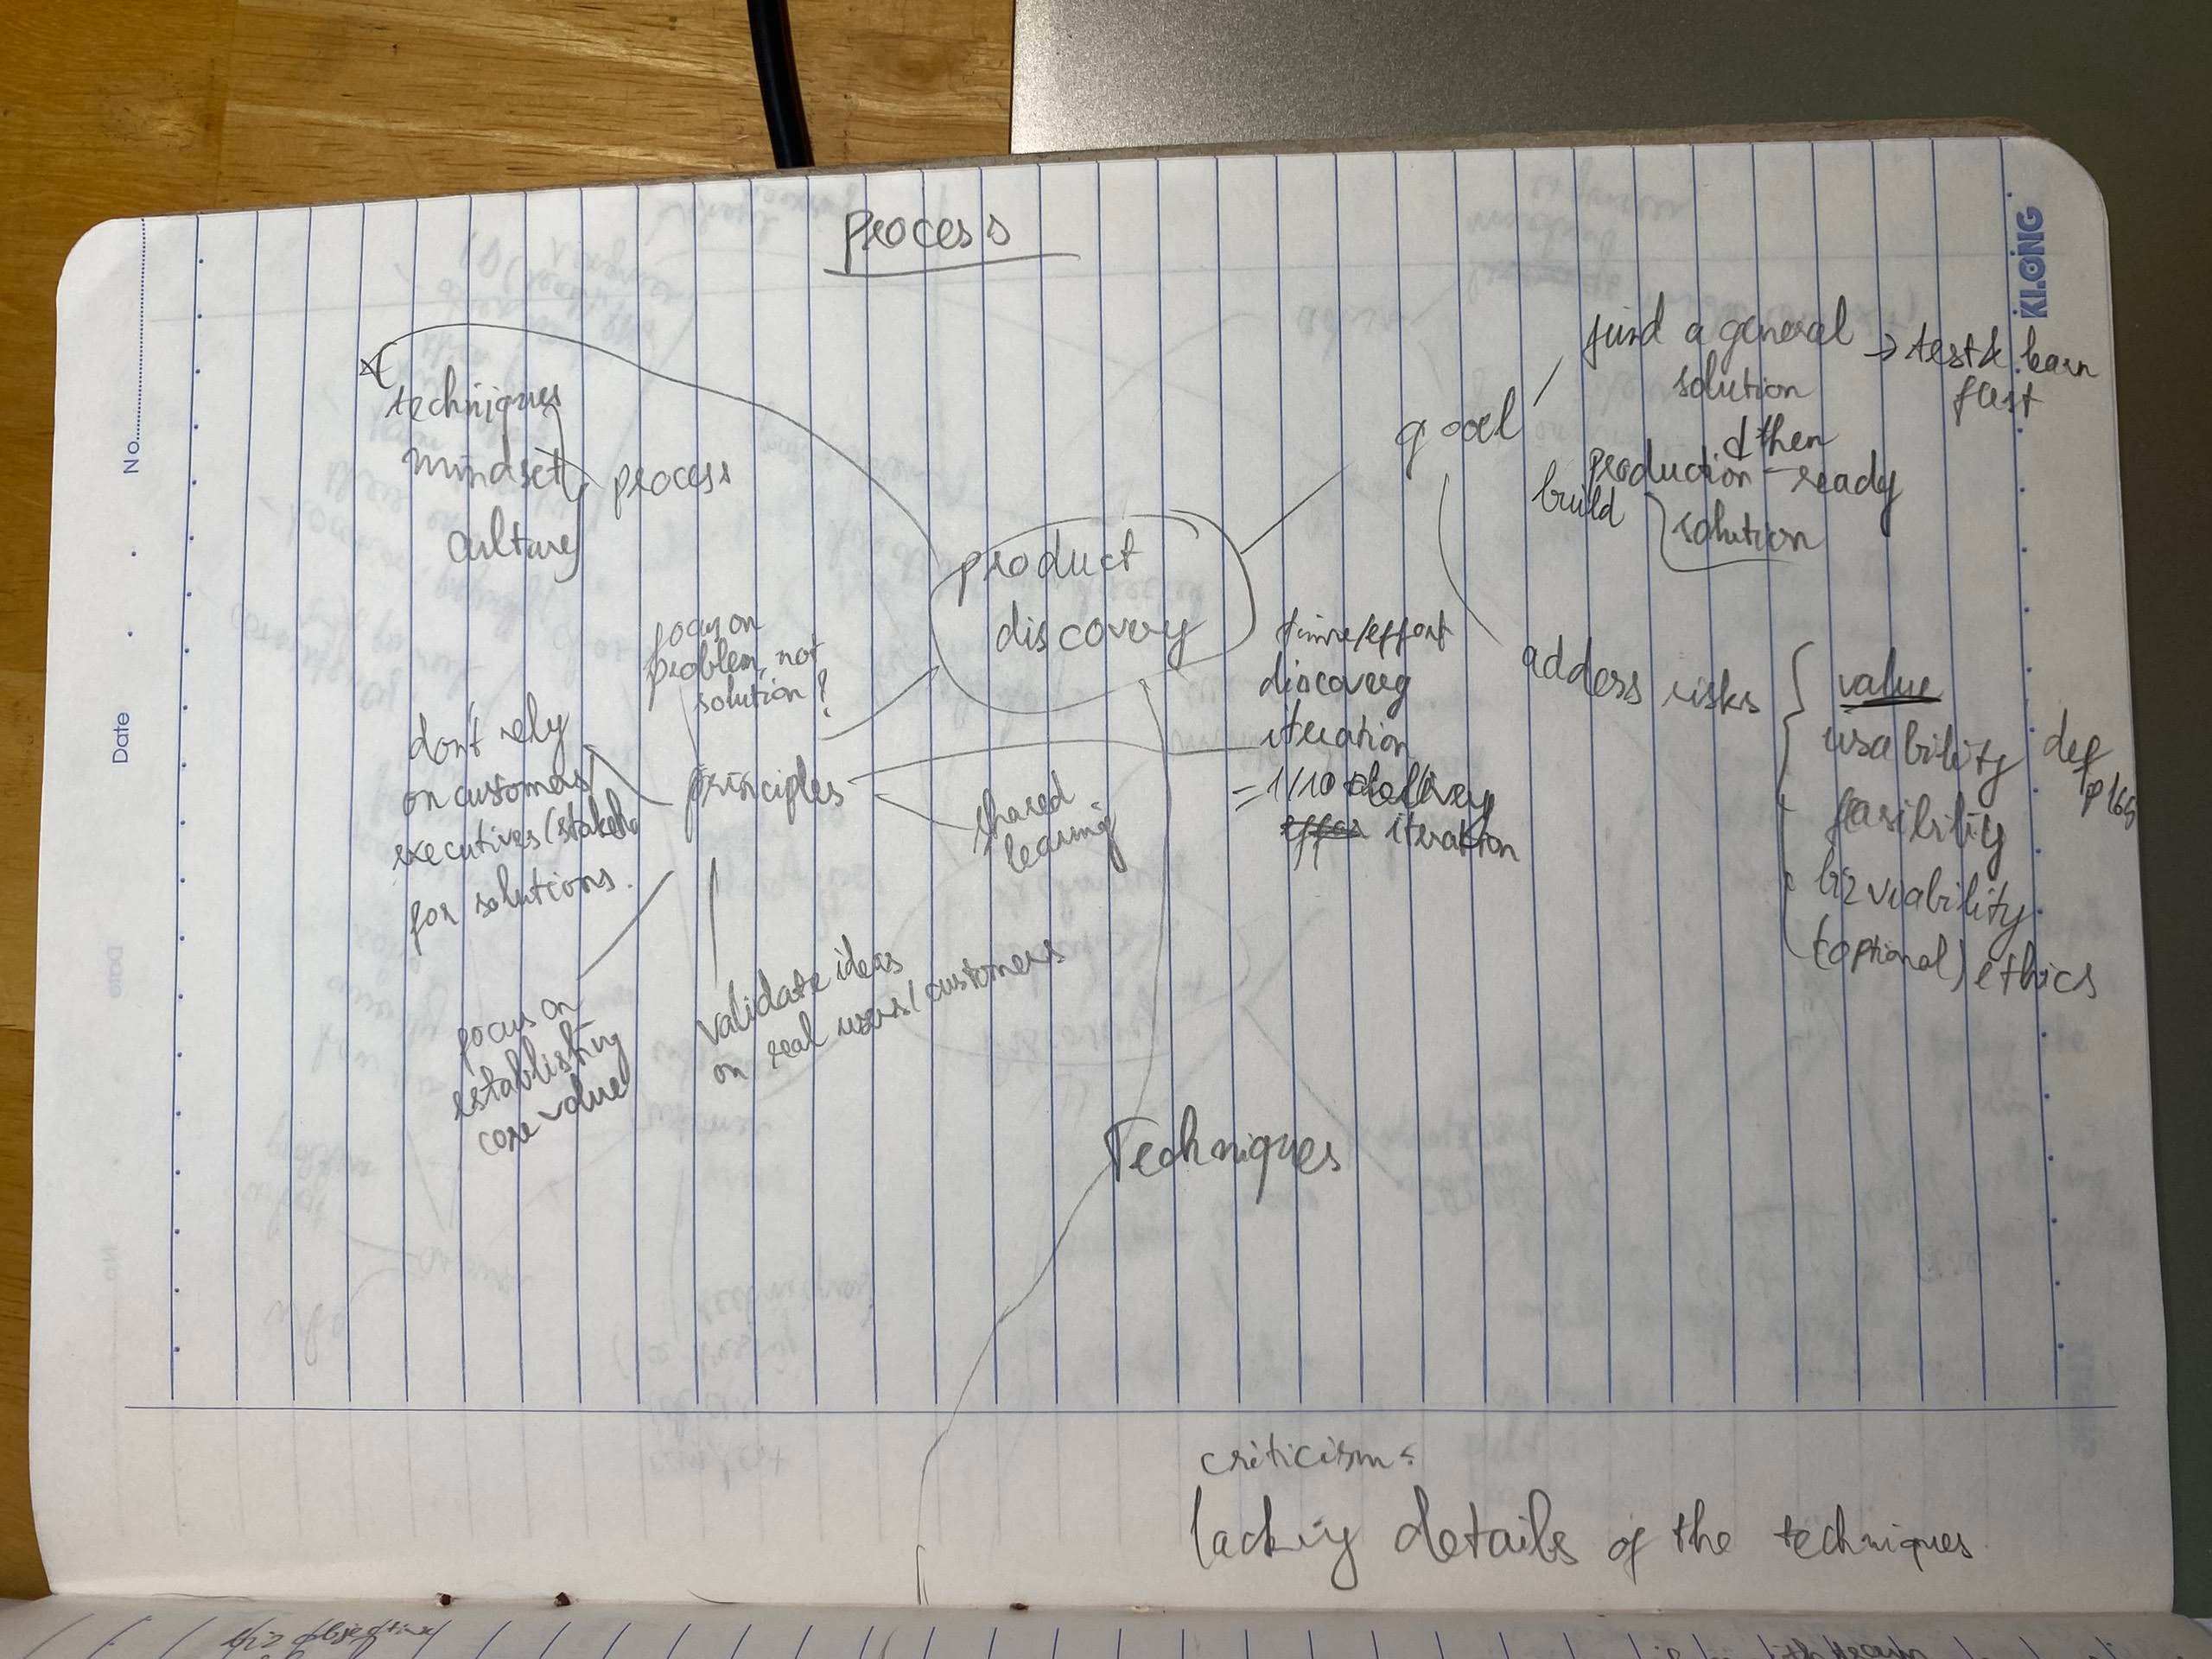 process
KLONG
No.
Date
techniques
mindset
culture
process
product
discovery
goal
find a general
solution
→ test & learn
fast
& then
build
production-ready
solution
address risks
value
usability
feasibility
biz viability
(optional) ethics
def
p165
focus on
problem, not
solution?
principles
don't rely
on customers/
executives/stakeho
for solutions.
focus on
establishing
core value
validate ideas
on real users/customers
shared
learning
time/effort
discovery
iteration
= 1/10 delivery
iteration
Techniques
criticism:
lacking details of the techniques
biz objective